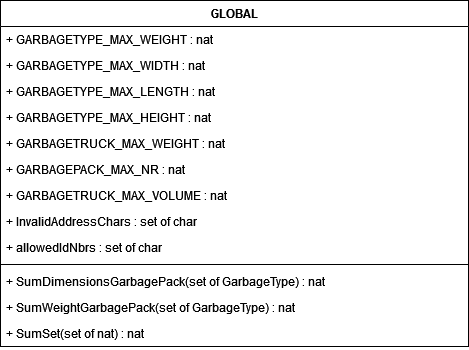 GLOBAL
+ GARBAGETYPE_MAX_WEIGHT : nat
+ GARBAGETYPE_MAX_WIDTH : nat
+ GARBAGETYPE_MAX_LENGTH : nat
+ GARBAGETYPE_MAX_HEIGHT : nat
+ GARBAGETRUCK_MAX_WEIGHT : nat
+ GARBAGEPACK_MAX_NR : nat
+ GARBAGETRUCK_MAX_VOLUME : nat
+ InvalidAddressChars : set of char
+ allowedIdNbrs : set of char
+ SumDimensionsGarbagePack(set of GarbageType) : nat
+ SumWeightGarbagePack(set of GarbageType) : nat
+ SumSet(set of nat) : nat